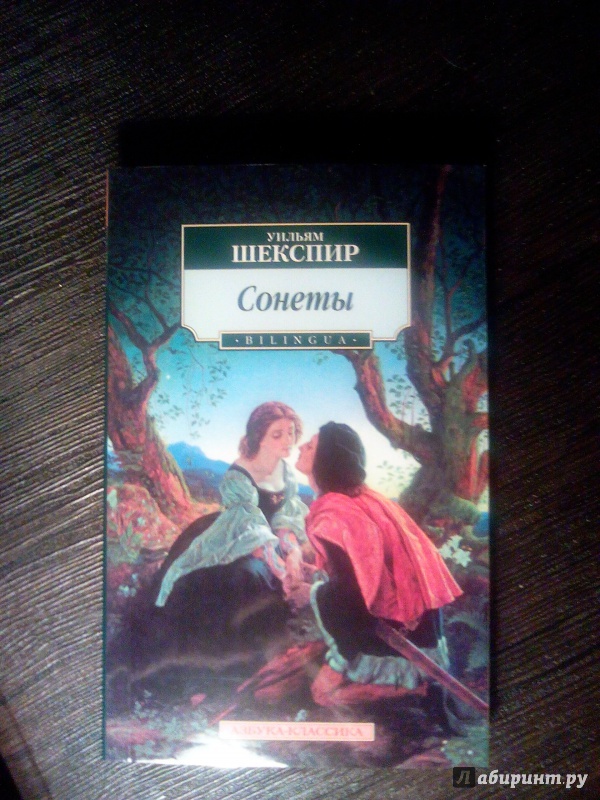 УИЛЬЯМ
ШЕКСПИР
Сонеты
· BILINGUA ·
АЗБУКА-КЛАССИКА
Лабиринт.ру